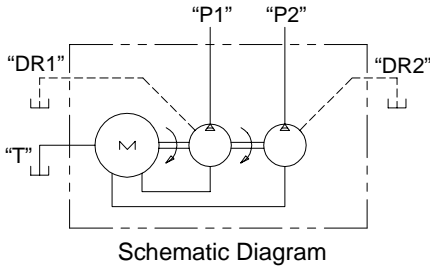 “P1” “P2”
“DR1” “DR2”
M
“T”
Schematic Diagram